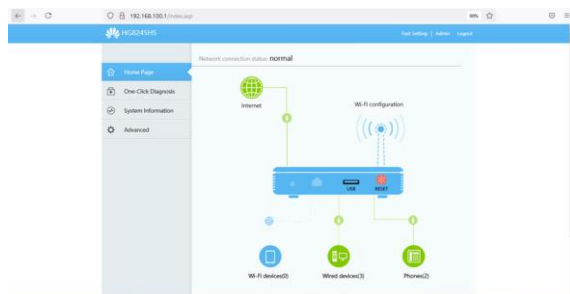 192.168.100.1/index.asp
80%
HG8245H5
Fast Setting | Admin Logout
Network connection status: normal
Home Page
One-Click Diagnosis
System Information
Advanced
Internet
Wi-Fi configuration
USB
RESET
Wi-Fi devices(0)
Wired devices(3)
Phones(2)